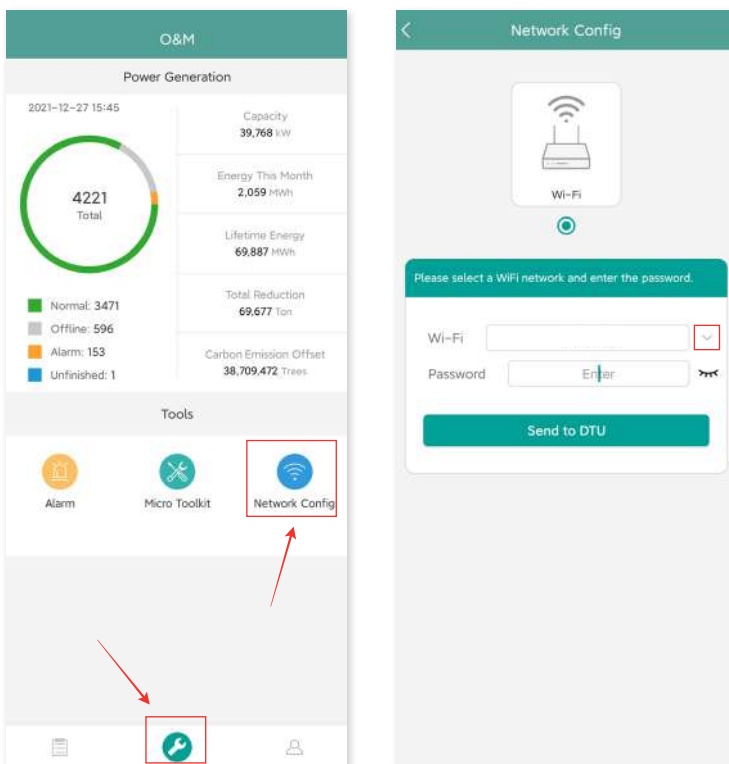 O&M
Power Generation
2021-12-27 15:45
4221
Total
Capacity
39,768 kW
Energy This Month
2,059 MWh
Lifetime Energy
69,887 MWh
Total Reduction
69,677 Ton
Carbon Emission Offset
38,709,472 Trees
Normal: 3471
Offline: 596
Alarm: 153
Unfinished: 1
Tools
Alarm
Micro Toolkit
Network Config
Network Config
Wi-Fi
Please select a WiFi network and enter the password.
Wi-Fi
Password
Enter
Send to DTU